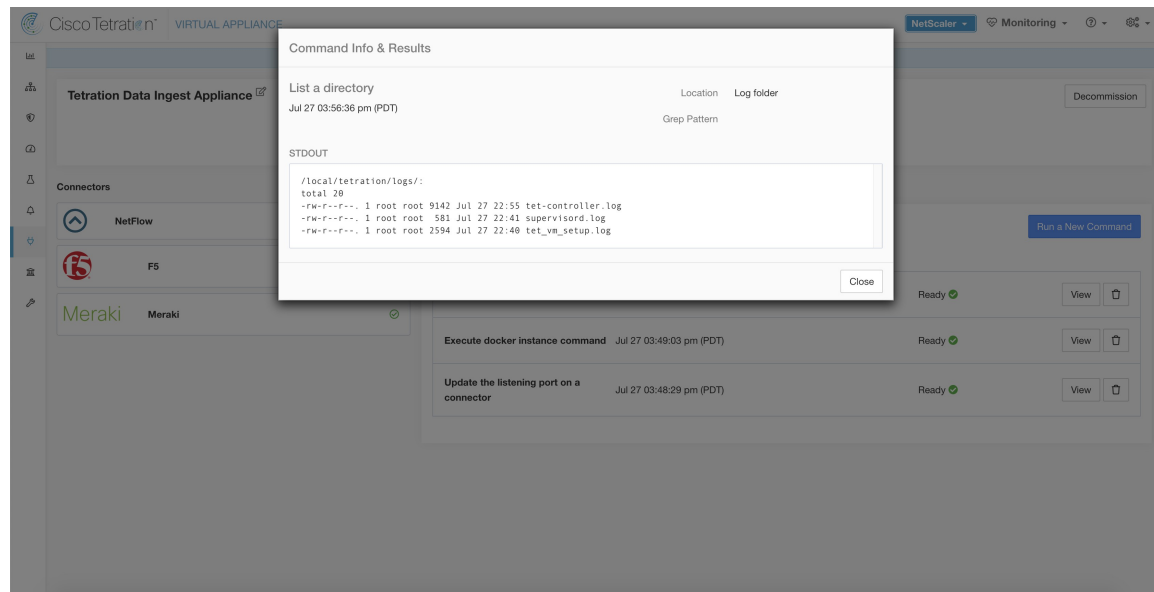 Cisco Tetration
VIRTUAL APPLIANCE
NetScaler
Monitoring
Command Info & Results
List a directory
Jul 27 03:56:36 pm (PDT)
Location Log folder
Grep Pattern
STDOUT
/local/tetration/logs/:
total 20
-rw-r--r--. 1 root root 9142 Jul 27 22:55 tet-controller.log
-rw-r--r--. 1 root root  581 Jul 27 22:41 supervisord.log
-rw-r--r--. 1 root root 2594 Jul 27 22:40 tet_vm_setup.log
Close
Tetration Data Ingest Appliance
Decommission
Connectors
NetFlow
f5 F5
Meraki Meraki
Run a New Command
Ready View
Execute docker instance command Jul 27 03:49:03 pm (PDT) Ready View
Update the listening port on a
connector
Jul 27 03:48:29 pm (PDT) Ready View